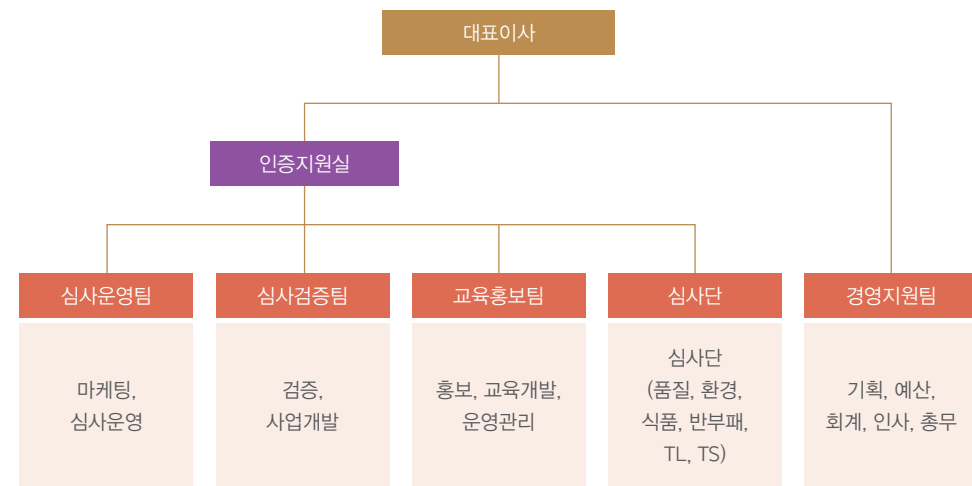 대표이사
인증지원실
심사운영팀
심사검증팀
교육홍보팀
심사단
경영지원팀
마케팅,
심사운영
검증,
사업개발
홍보, 교육개발,
운영관리
심사단
(품질, 환경,
식품, 반부패,
TL, TS)
기획, 예산,
회계, 인사, 총무